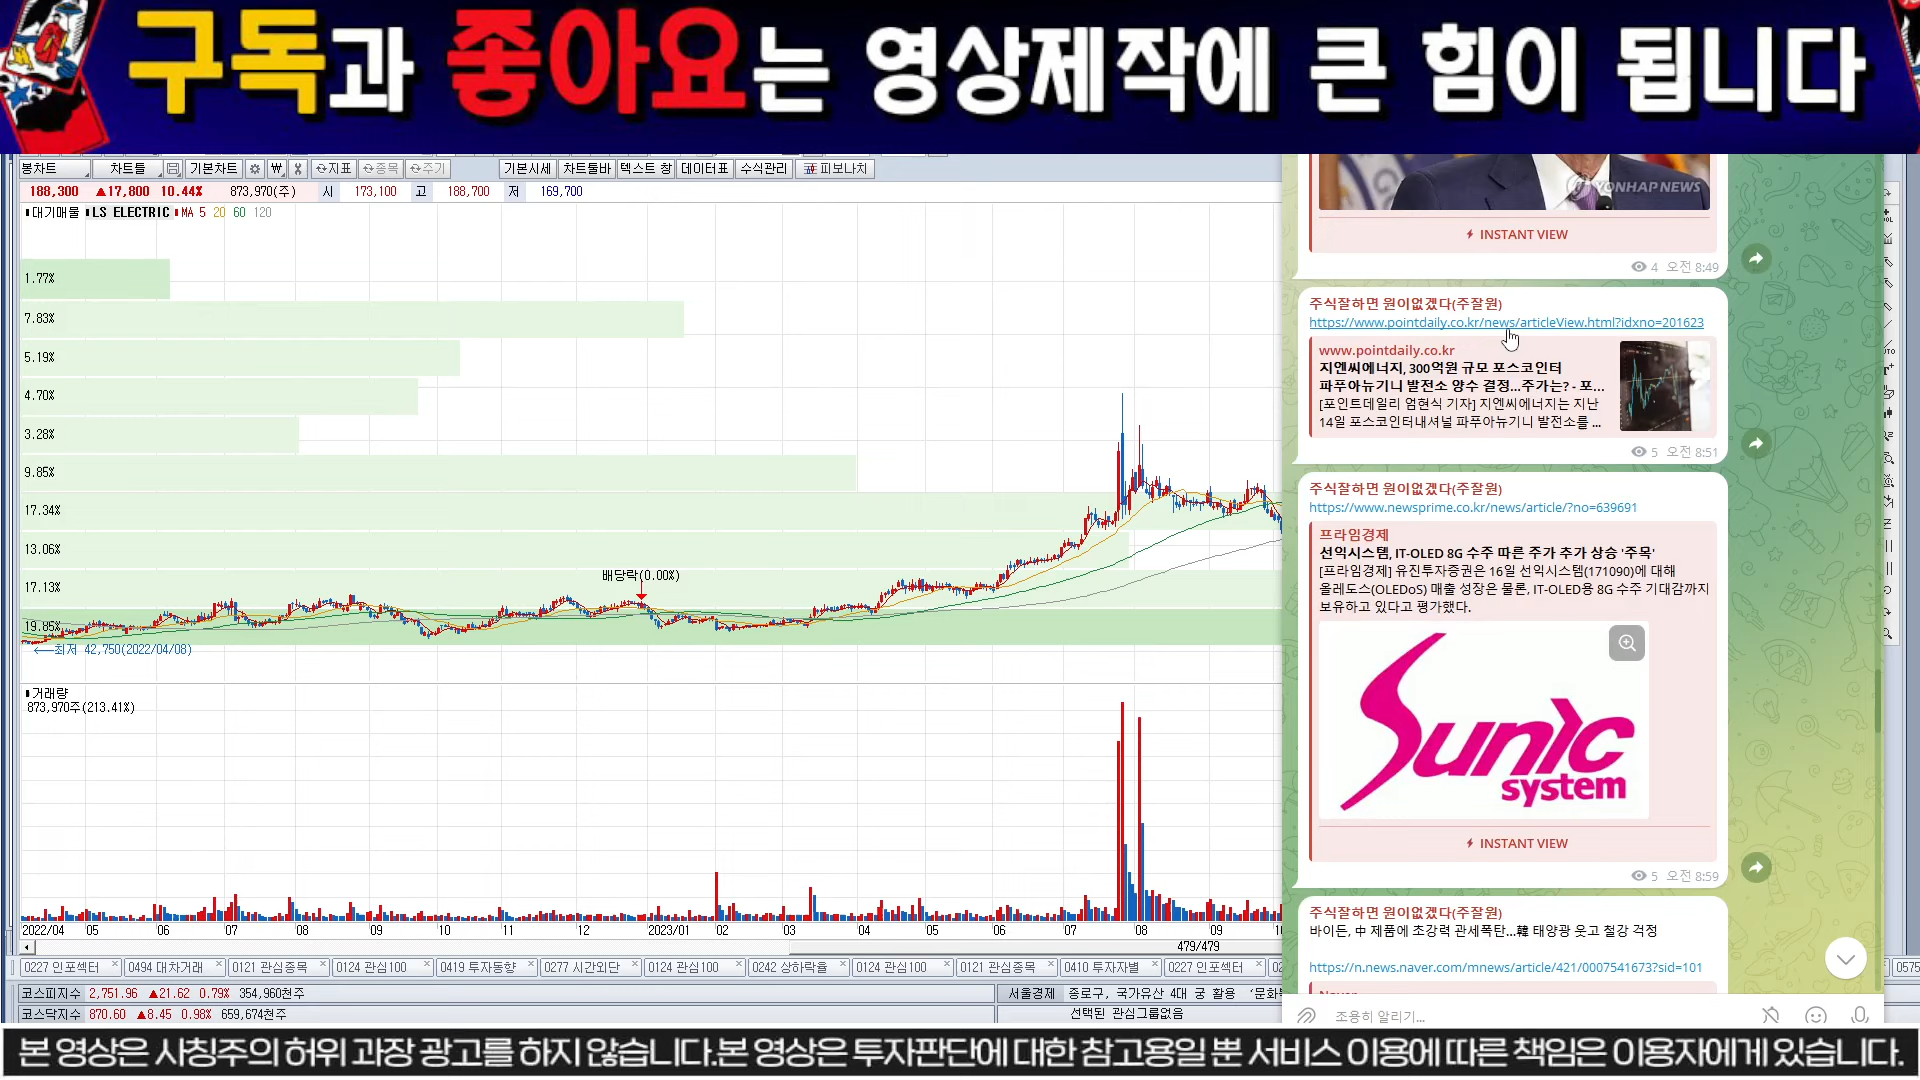 구독과 좋아요는 영상제작에 큰 힘이 됩니다
봉차트 차트틀 기본차트 지표 종목 주기 기본시세 차트툴바 텍스트 창 데이터표 수식관리 피보나치
188,300 ▲17,800 10.44% 873,970(주) 시 173,100 고 188,700 저 169,700
대기매물 LS ELECTRIC MA 5 20 60 120
1.77%
7.83%
5.19%
4.70%
3.28%
9.85%
17.34%
13.06%
17.13%
19.85%
배당락(0.00%)
←최저 42,750(2022/04/08)
거래량
873,970주(213.41%)
2022/04 05 06 07 08 09 10 11 12 2023/01 02 03 04 05 06 07 08 09
479/479
0227 인포섹터 0494 대차거래 0121 관심종목 0124 관심100 0419 투자동향 0277 시간외단 0124 관심100 0242 상하락율 0124 관심100 0121 관심종목 0410 투자자별 0227 인포섹터
코스피지수 2,751.96 ▲21.62 0.79% 354,960천주
서울경제 종로구, 국가유산 4대 궁 활용 ‘문화
코스닥지수 870.60 ▲8.45 0.98% 659,674천주
선택된 관심그룹없음
YONHAPNEWS
INSTANT VIEW
4 오전 8:49
주식잘하면 원이없겠다(주잘원)
https://www.pointdaily.co.kr/news/articleView.html?idxno=201623
www.pointdaily.co.kr
지엔씨에너지, 300억원 규모 포스코인터
파푸아뉴기니 발전소 양수 결정...주가는? - 포...
[포인트데일리 엄현식 기자] 지엔씨에너지는 지난
14일 포스코인터내셔널 파푸아뉴기니 발전소를 ...
5 오전 8:51
주식잘하면 원이없겠다(주잘원)
https://www.newsprime.co.kr/news/article/?no=639691
프라임경제
선익시스템, IT-OLED 8G 수주 따른 주가 추가 상승 '주목'
[프라임경제] 유진투자증권은 16일 선익시스템(171090)에 대해
올레도스(OLEDoS) 매출 성장은 물론, IT-OLED용 8G 수주 기대감까지
보유하고 있다고 평가했다.
Sunic
system
INSTANT VIEW
5 오전 8:59
주식잘하면 원이없겠다(주잘원)
바이든, 中 제품에 초강력 관세폭탄…韓 태양광 웃고 철강 걱정
https://n.news.naver.com/mnews/article/421/0007541673?sid=101
조용히 알리기...
본 영상은 사칭주의 허위 과장 광고를 하지 않습니다.본 영상은 투자판단에 대한 참고용일 뿐 서비스 이용에 따른 책임은 이용자에게 있습니다.